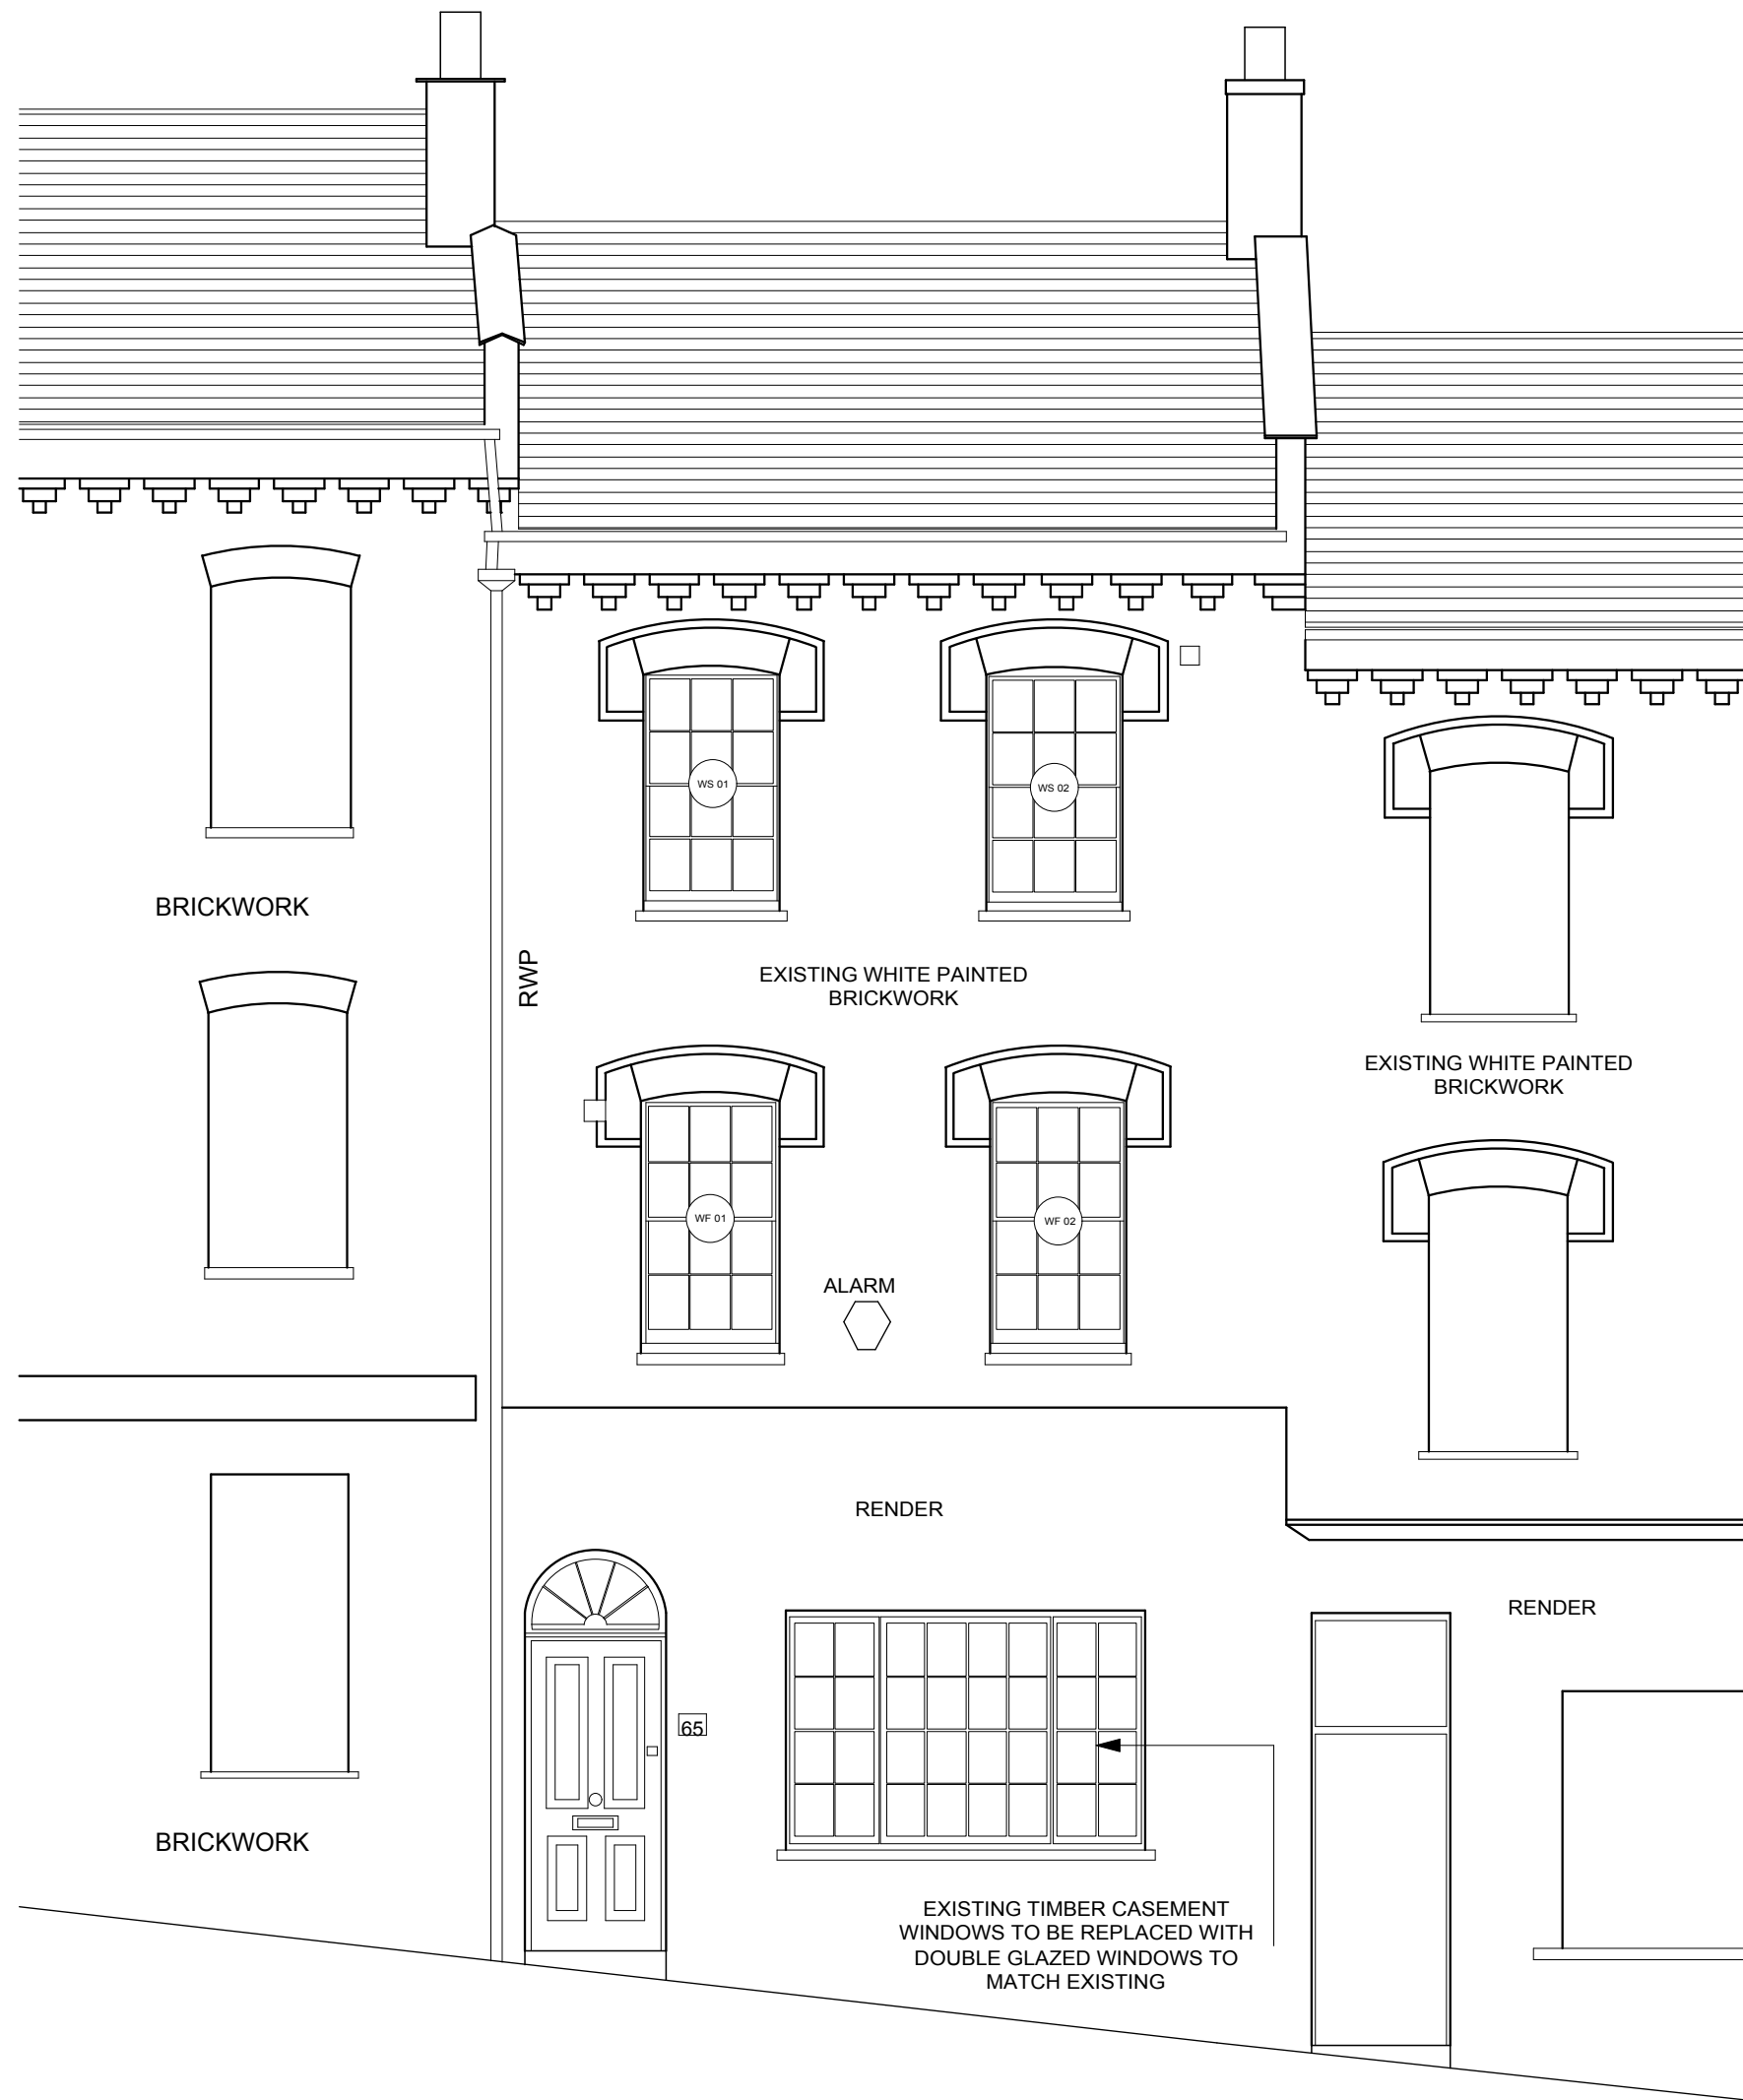 WS 01
WS 02
BRICKWORK
RWP
EXISTING WHITE PAINTED
BRICKWORK
EXISTING WHITE PAINTED
BRICKWORK
WF 01
WF 02
ALARM
RENDER
RENDER
65
BRICKWORK
EXISTING TIMBER CASEMENT
WINDOWS TO BE REPLACED WITH
DOUBLE GLAZED WINDOWS TO
MATCH EXISTING